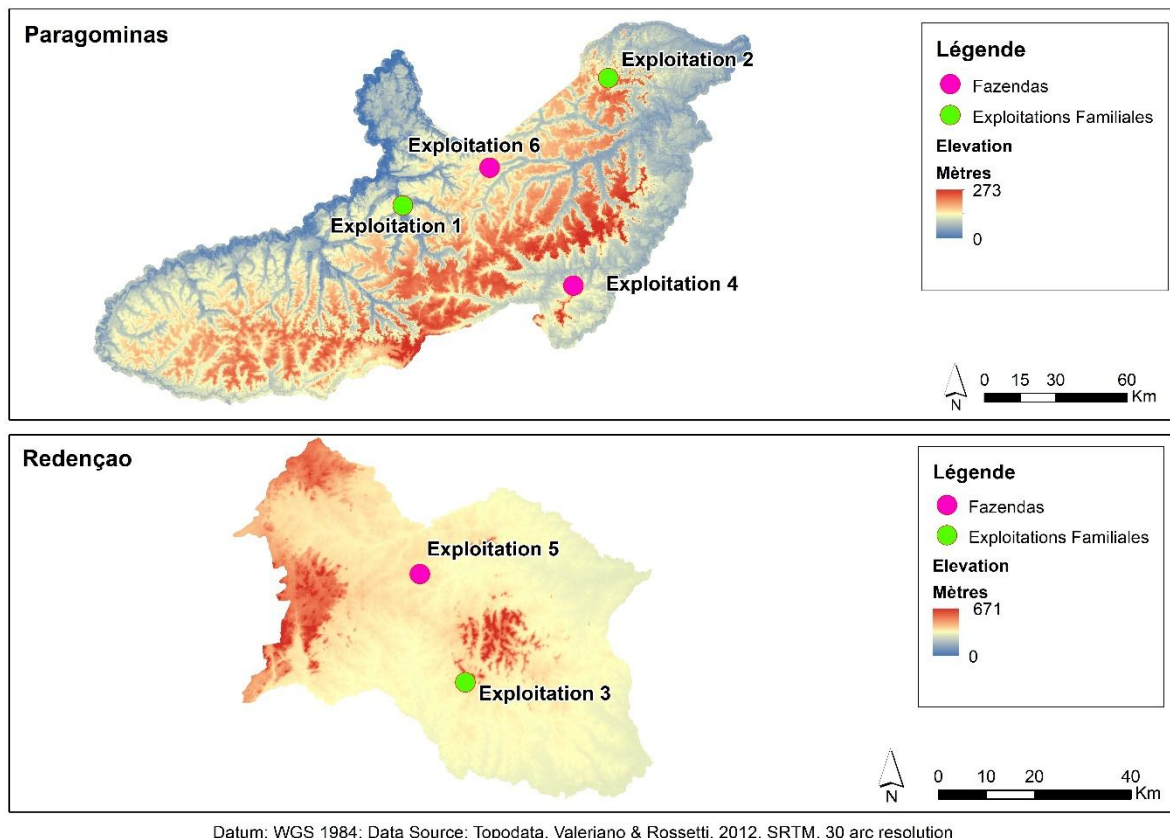 Paragominas
Exploitation 2
Exploitation 6
Exploitation 1
Exploitation 4
Légende
Fazendas
Exploitations Familiales
Elevation
Mètres
273
0
N
0 15 30 60
Km
Redençao
Exploitation 5
Exploitation 3
Légende
Fazendas
Exploitations Familiales
Elevation
Mètres
671
0
N
0 10 20 40
Km
Datum: WGS 1984; Data Source: Topodata, Valeriano & Rossetti, 2012, SRTM, 30 arc resolution